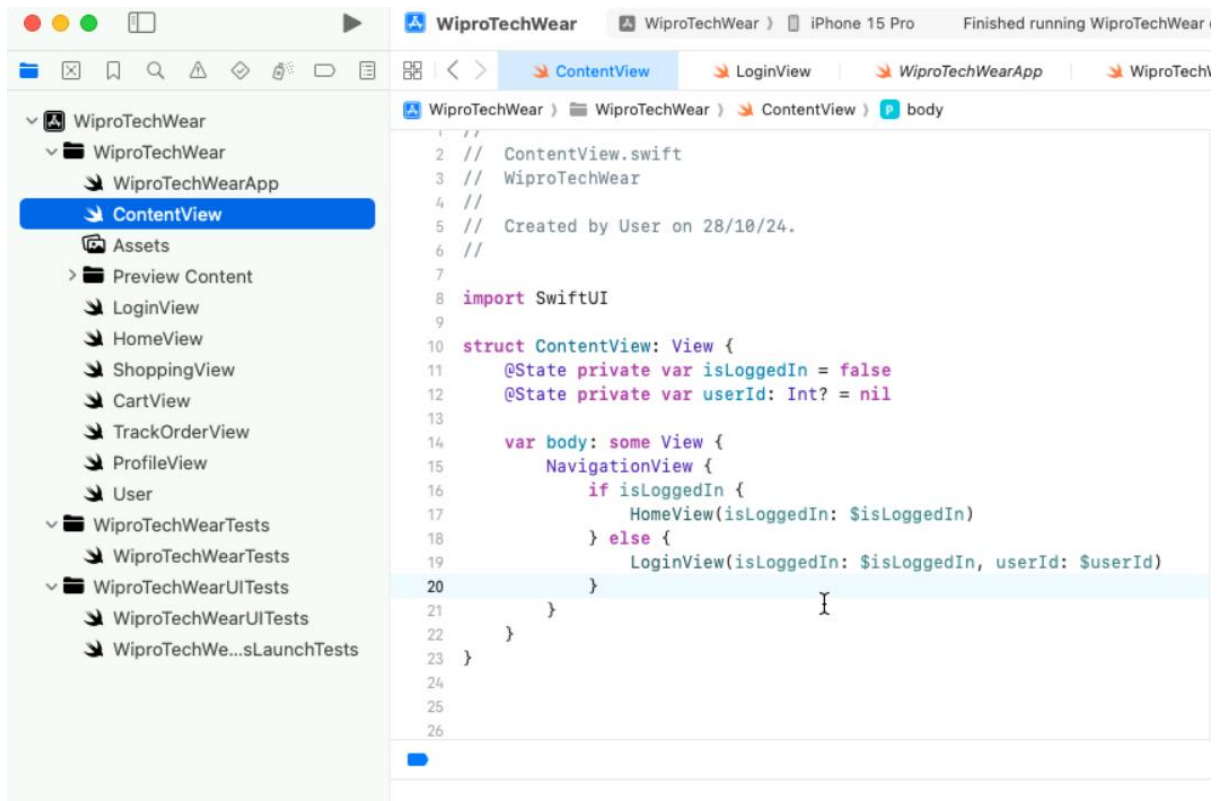 WiproTechWear
WiproTechWear 〉 iPhone 15 Pro
Finished running WiproTechWear
ContentView
LoginView
WiproTechWearApp
WiproTech
WiproTechWear 〉 WiproTechWear 〉 ContentView 〉 P body
WiproTechWear
WiproTechWear
WiproTechWearApp
ContentView
Assets
Preview Content
LoginView
HomeView
ShoppingView
CartView
TrackOrderView
ProfileView
User
WiproTechWearTests
WiproTechWearTests
WiproTechWearUITests
WiproTechWearUITests
WiproTechWe...sLaunchTests
1 //
2 //  ContentView.swift
3 //  WiproTechWear
4 //
5 //  Created by User on 28/10/24.
6 //
7
8 import SwiftUI
9
10 struct ContentView: View {
11     @State private var isLoggedIn = false
12     @State private var userId: Int? = nil
13
14     var body: some View {
15         NavigationView {
16             if isLoggedIn {
17                 HomeView(isLoggedIn: $isLoggedIn)
18             } else {
19                 LoginView(isLoggedIn: $isLoggedIn, userId: $userId)
20             }
21         }
22     }
23 }
24
25
26